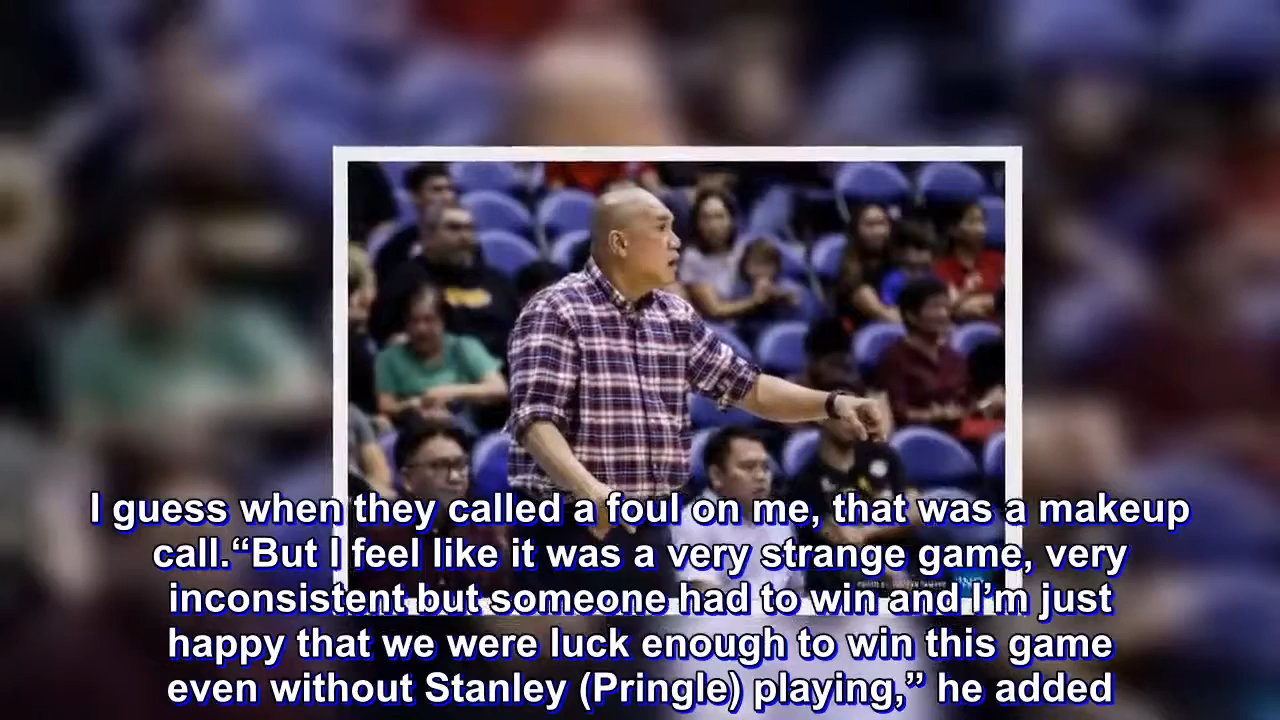 I guess when they called a foul on me, that was a makeup
call.“But I feel like it was a very strange game, very
inconsistent but someone had to win and I’m just
happy that we were luck enough to win this game
even without Stanley (Pringle) playing,” he added